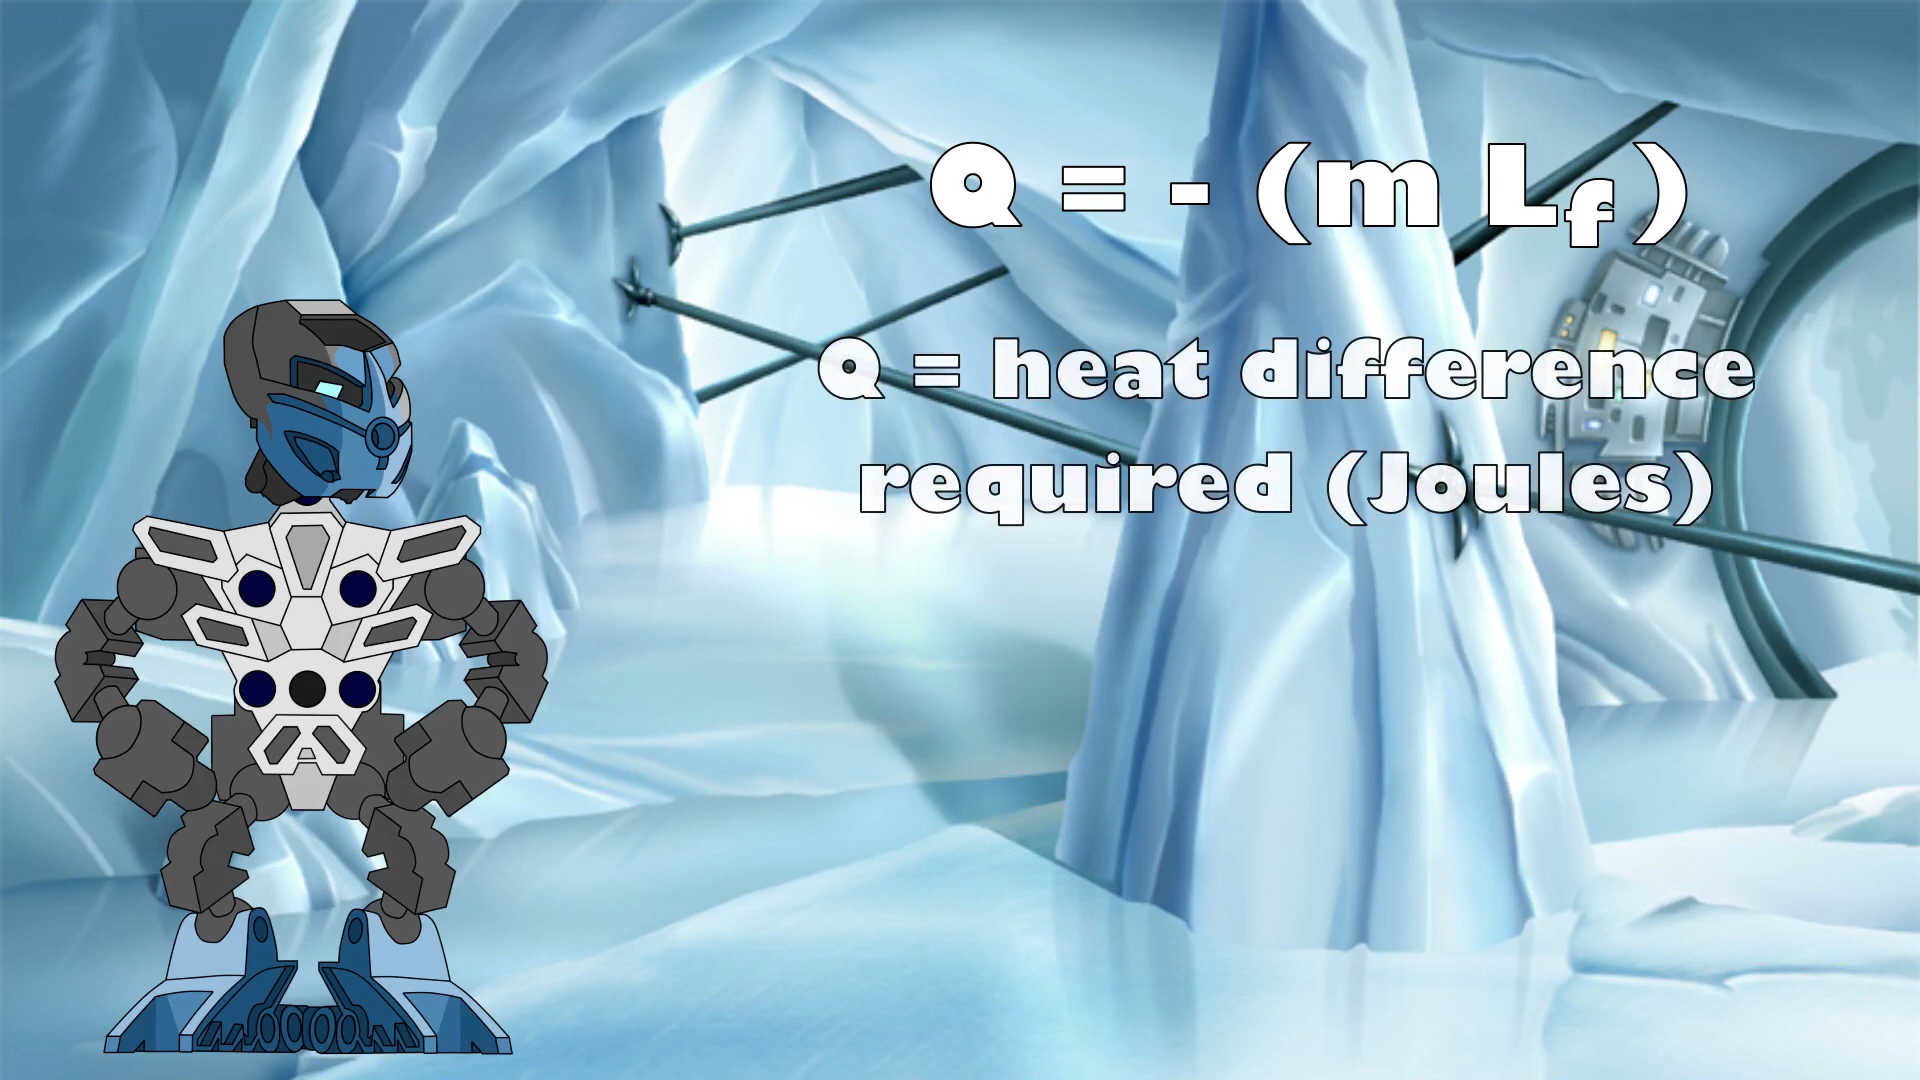 Q = - (m Lf)
Q = heat difference
required (Joules)